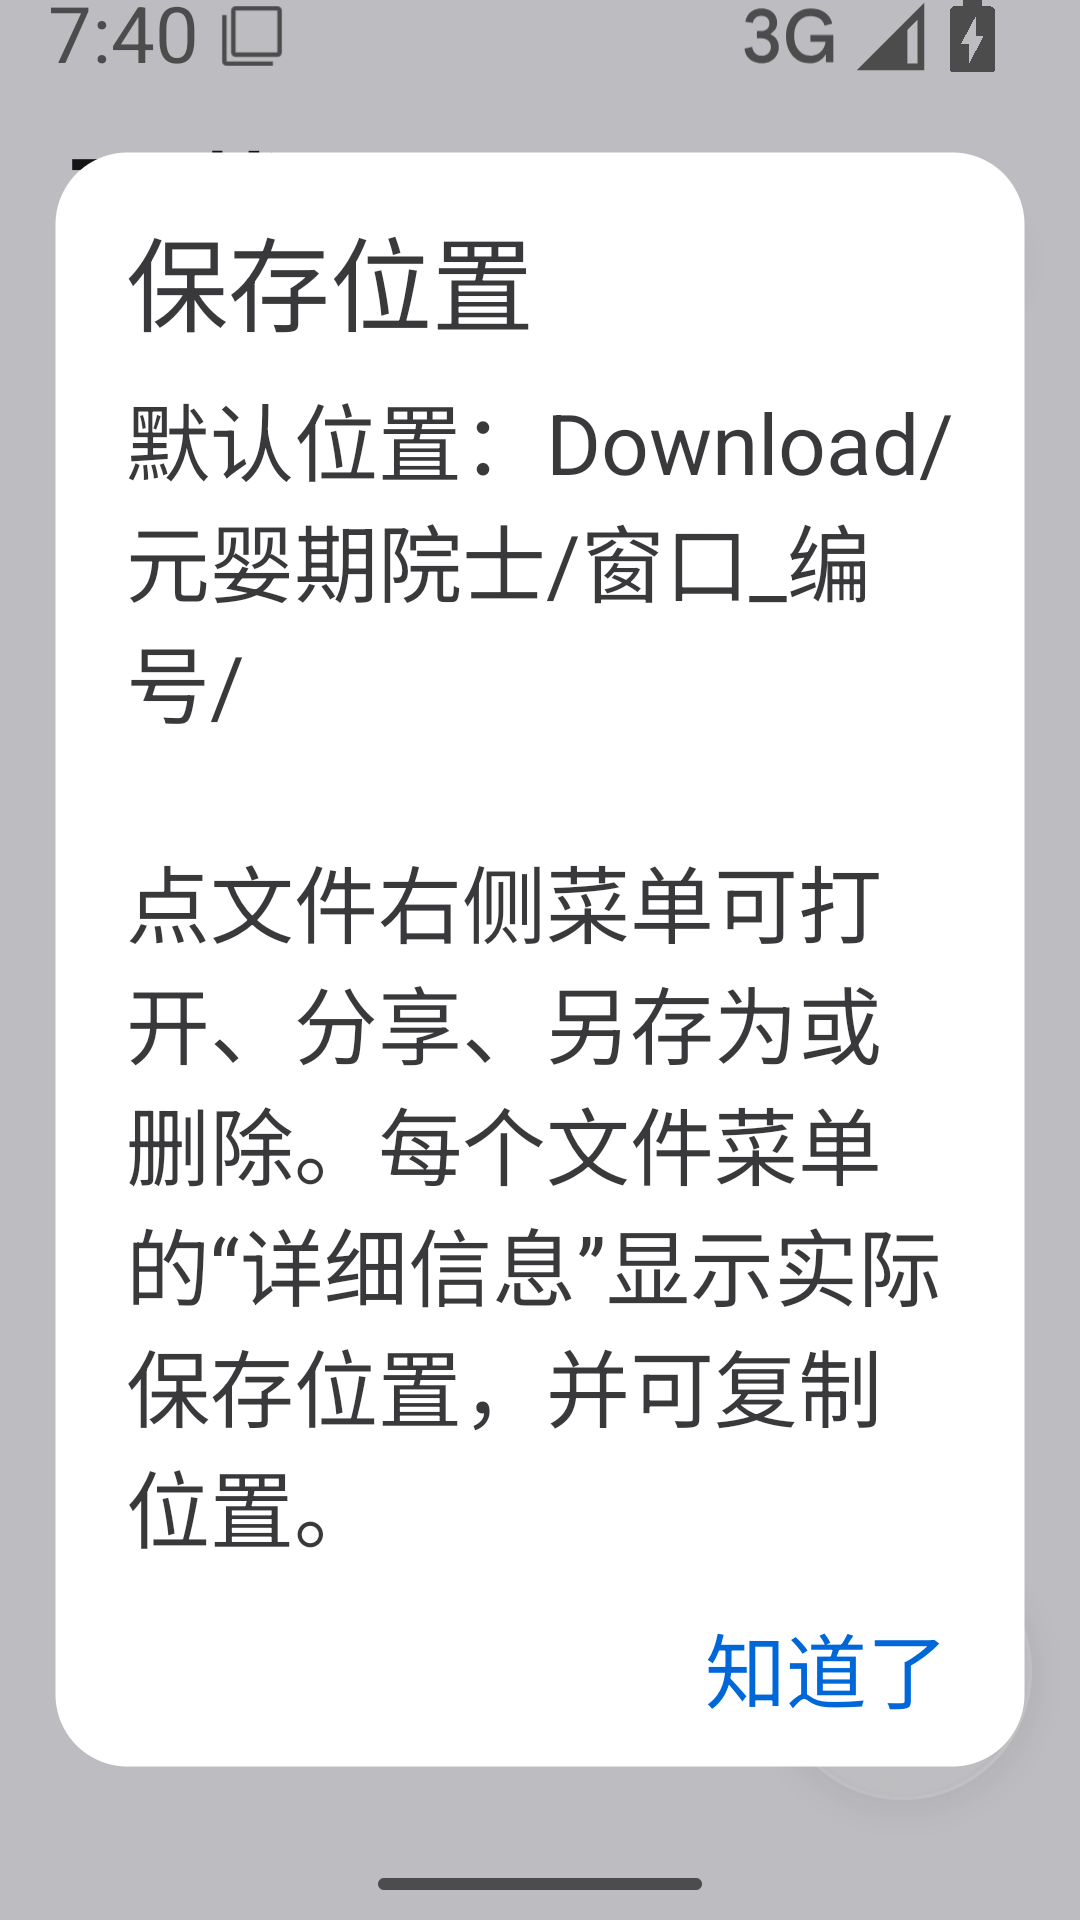 7:40
3G
保存位置
默认位置：Download/
元婴期院士/窗口_编
号/
点文件右侧菜单可打
开、分享、另存为或
删除。每个文件菜单
的“详细信息”显示实际
保存位置，并可复制
位置。
知道了